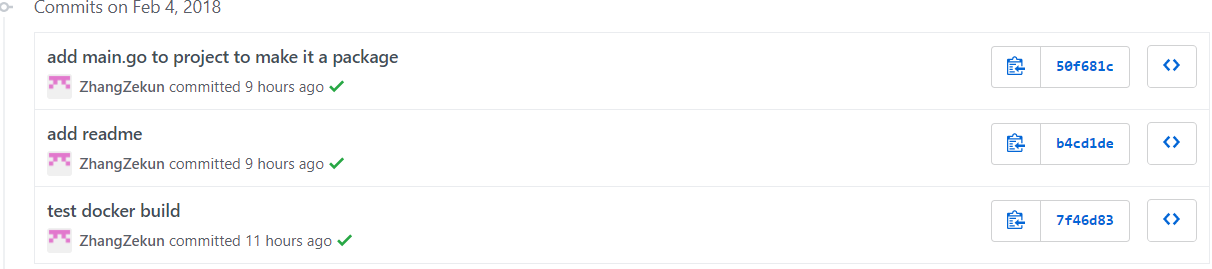 Commits on Feb 4, 2018
add main.go to project to make it a package
ZhangZekun committed 9 hours ago
50f681c
add readme
ZhangZekun committed 9 hours ago
b4cd1de
test docker build
ZhangZekun committed 11 hours ago
7f46d83